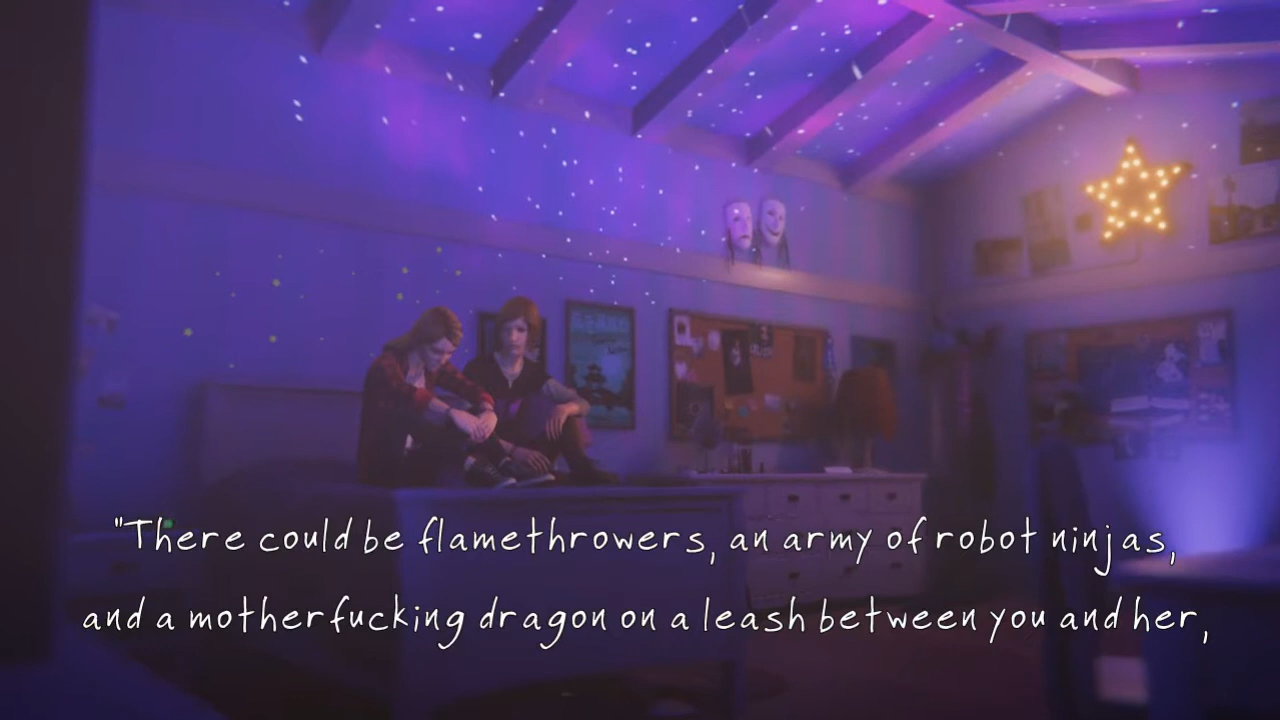 "There could be flamethrowers, an army of robot ninjas,
and a motherfucking dragon on a leash between you and her,